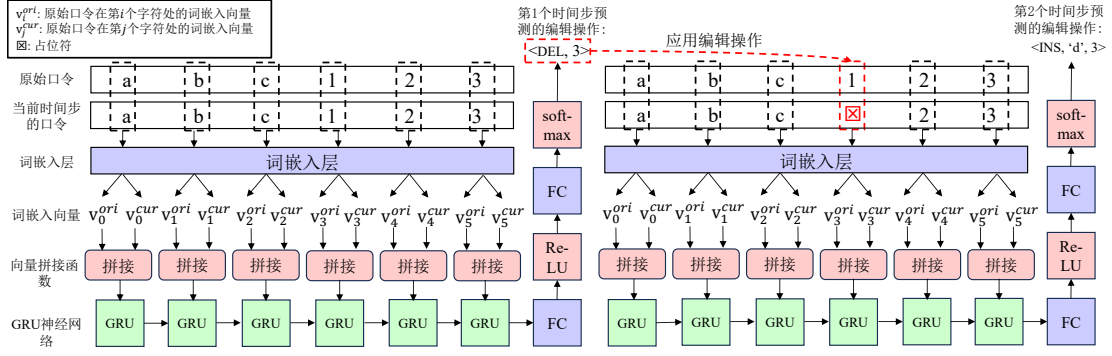 v_i^{ori}: 原始口令在第i个字符处的词嵌入向量
v_j^{cur}: 原始口令在第j个字符处的词嵌入向量
☒: 占位符
第1个时间步预
测的编辑操作:
<DEL, 3>
应用编辑操作
第2个时间步预
测的编辑操作:
<INS, ‘d’, 3>
原始口令
a b c 1 2 3
a b c 1 2 3
当前时间步
的口令
a b c 1 2 3
a b c ☒ 2 3
soft-
max
soft-
max
词嵌入层
词嵌入层
词嵌入层
FC
FC
词嵌入向量
v_0^{ori} v_0^{cur} v_1^{ori} v_1^{cur} v_2^{ori} v_2^{cur} v_3^{ori} v_3^{cur} v_4^{ori} v_4^{cur} v_5^{ori} v_5^{cur}
v_0^{ori} v_0^{cur} v_1^{ori} v_1^{cur} v_2^{ori} v_2^{cur} v_3^{ori} v_3^{cur} v_4^{ori} v_4^{cur} v_5^{ori} v_5^{cur}
Re-
LU
Re-
LU
向量拼接函
数
拼接 拼接 拼接 拼接 拼接 拼接
拼接 拼接 拼接 拼接 拼接 拼接
GRU神经网
络
GRU GRU GRU GRU GRU GRU FC
GRU GRU GRU GRU GRU GRU FC